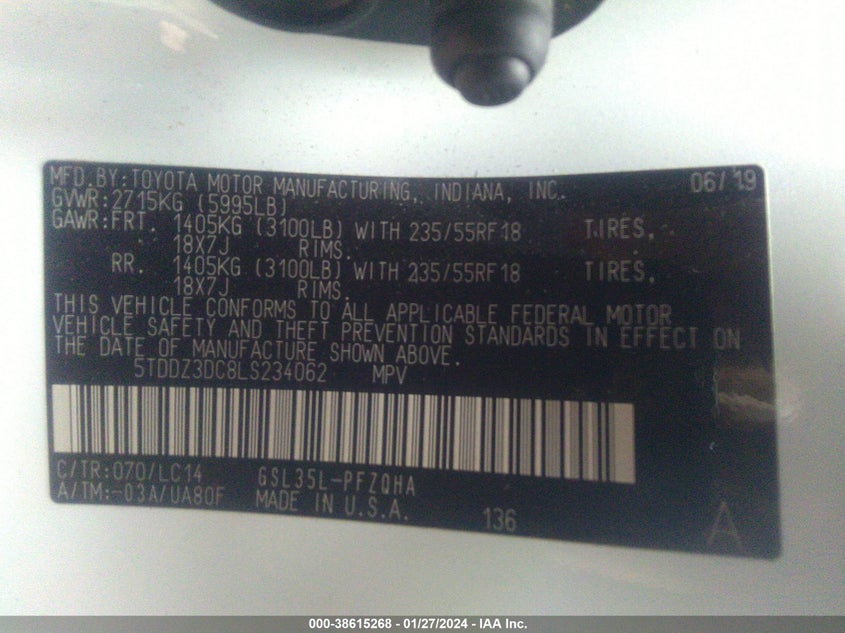 MFD.BY:TOYOTA MOTOR MANUFACTURING, INDIANA, INC. 06/19
GVWR:2715KG (5995LB)
GAWR:FRT. 1405KG (3100LB) WITH 235/55RF18 TIRES,
18X7J RIMS.
RR. 1405KG (3100LB) WITH 235/55RF18 TIRES,
18X7J RIMS.
THIS VEHICLE CONFORMS TO ALL APPLICABLE FEDERAL MOTOR
VEHICLE SAFETY AND THEFT PREVENTION STANDARDS IN EFFECT ON
THE DATE OF MANUFACTURE SHOWN ABOVE.
5TDDZ3DC8LS234062 MPV
C/TR:070/LC14 GSL35L-PFZQHA
A/TM:-03A/UA80F MADE IN U.S.A. 136 A
000-38615268 - 01/27/2024 - IAA Inc.